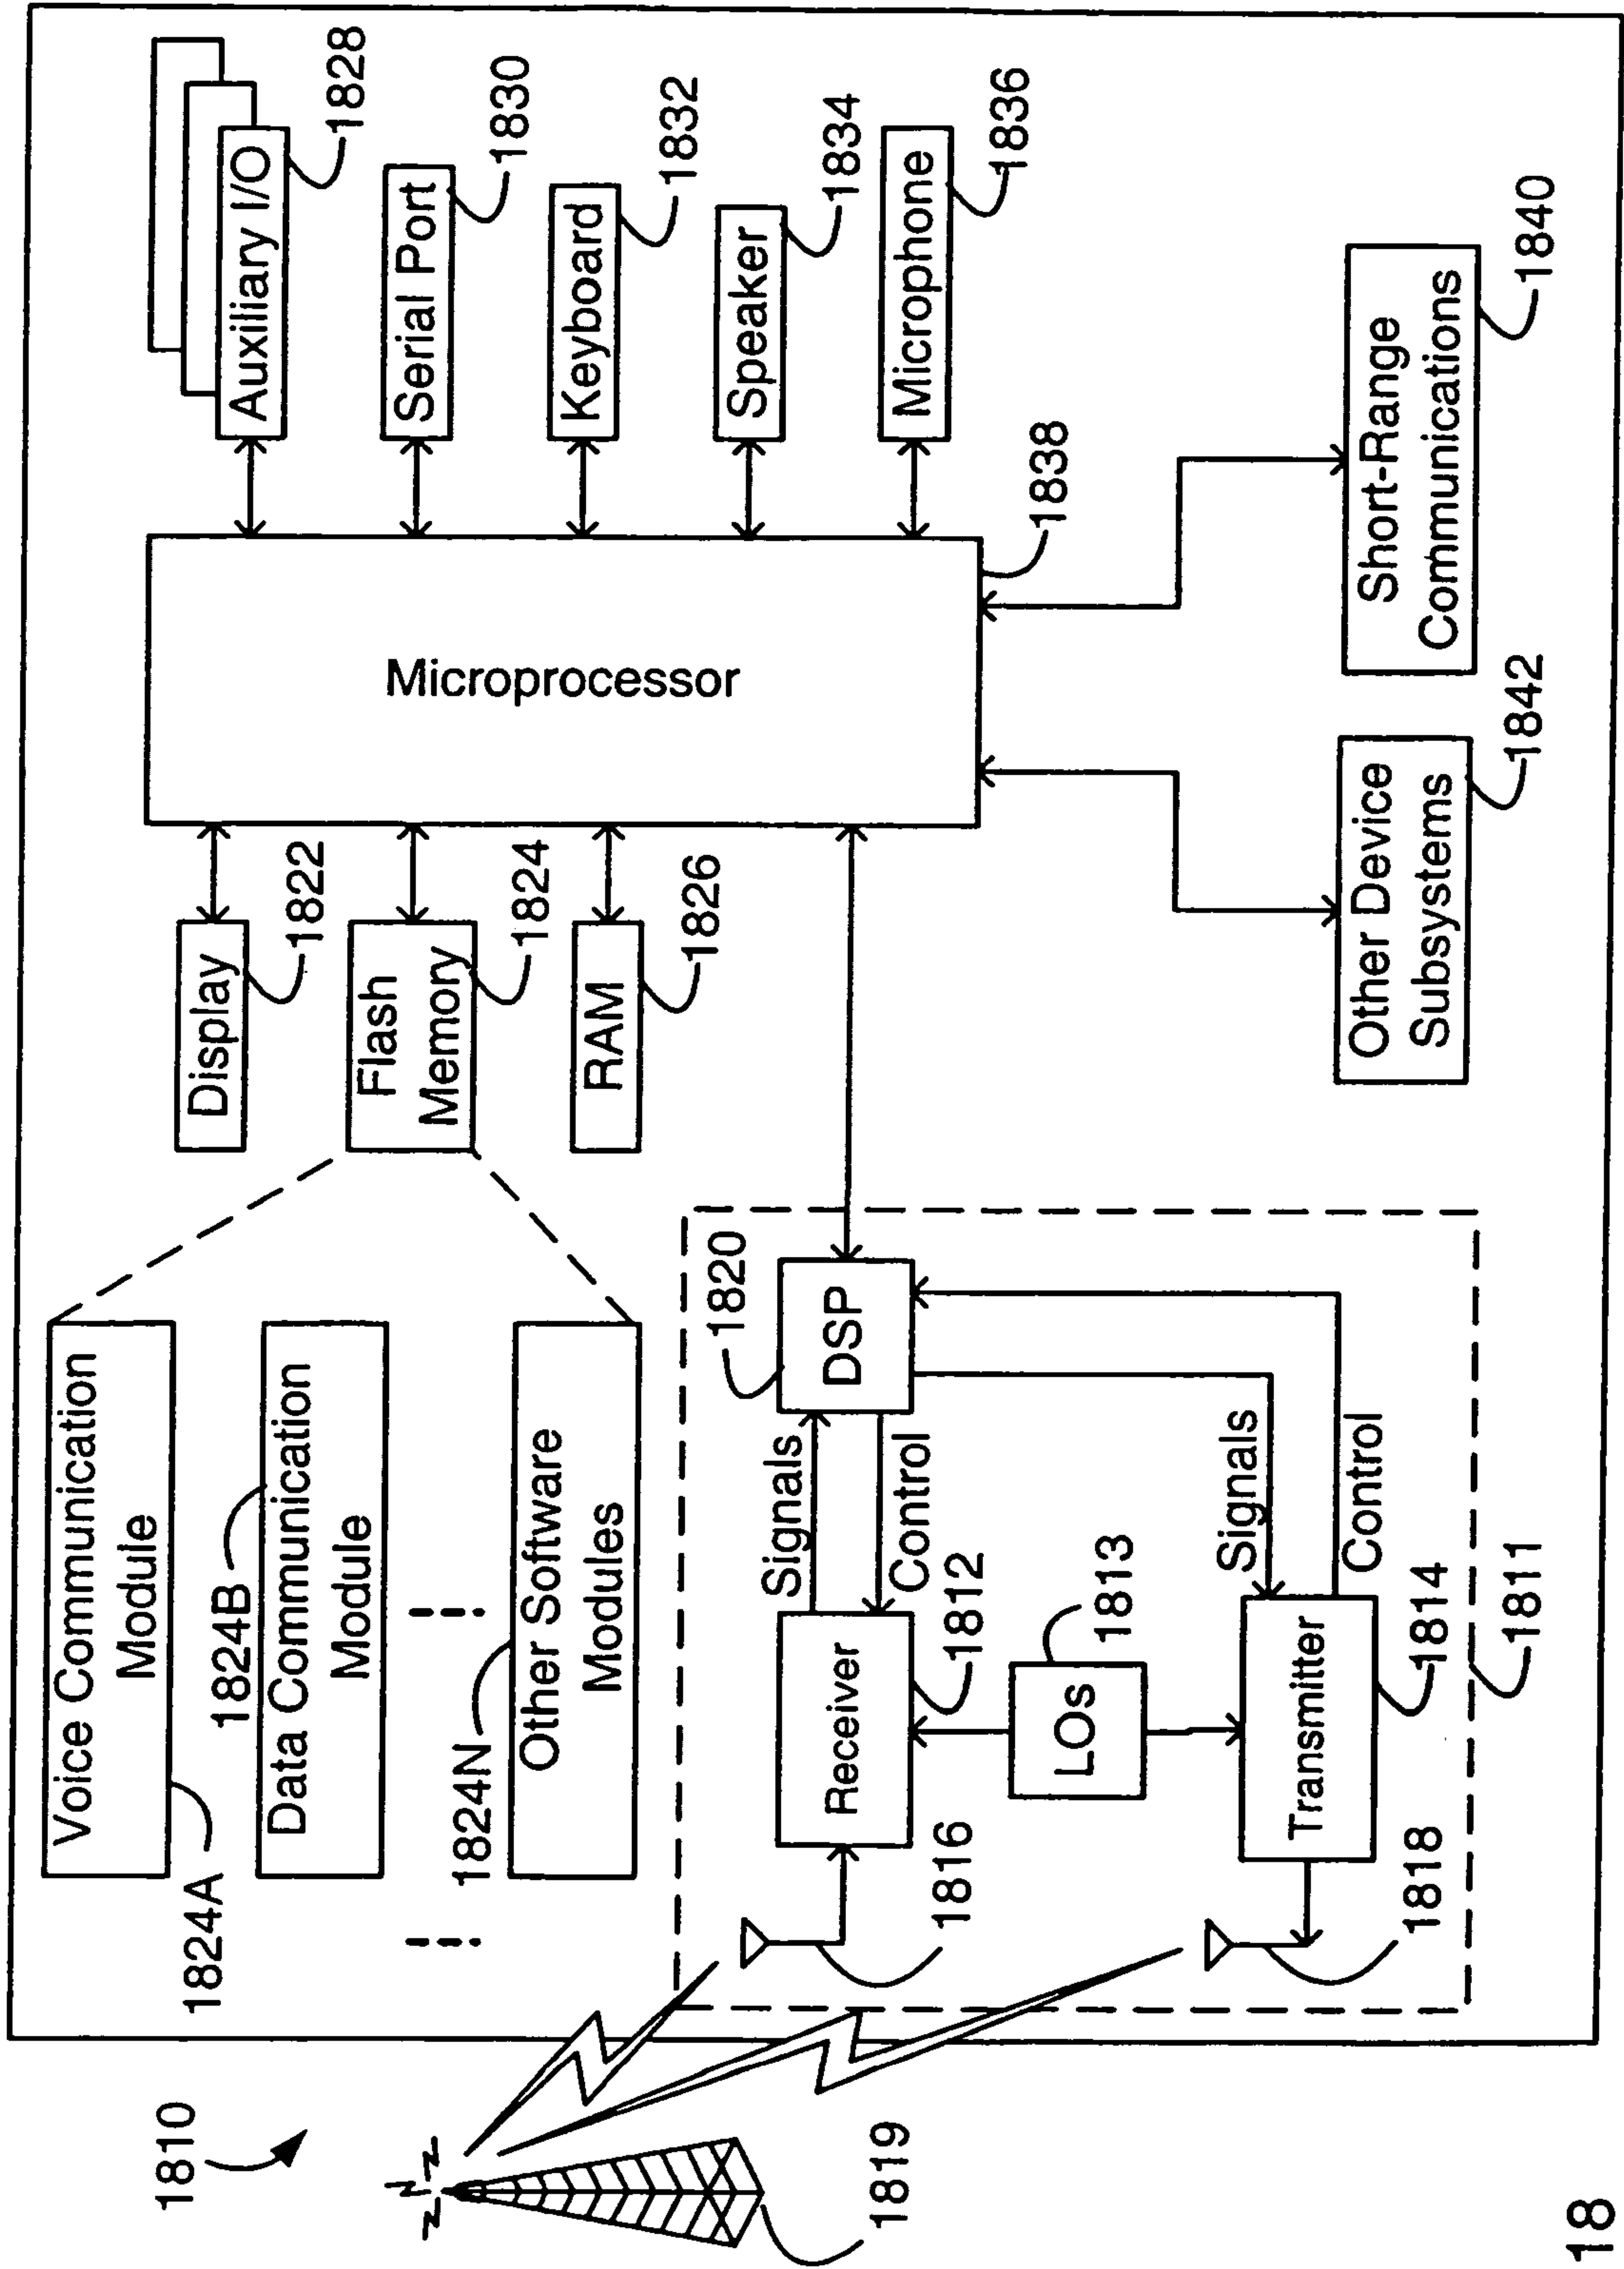 1810
1819
Voice Communication
Module
1824A
1824B
Data Communication
Module
1824N
Other Software
Modules
Display
1822
Flash
Memory
1824
RAM
1826
Microprocessor
1838
Auxiliary I/O
1828
Serial Port
1830
Keyboard
1832
Speaker
1834
Microphone
1836
1820
DSP
Signals
Control
Receiver
1812
1816
LOs
1813
Signals
Control
Transmitter
1814
1818
1811
Other Device
Subsystems
1842
Short-Range
Communications
1840
18